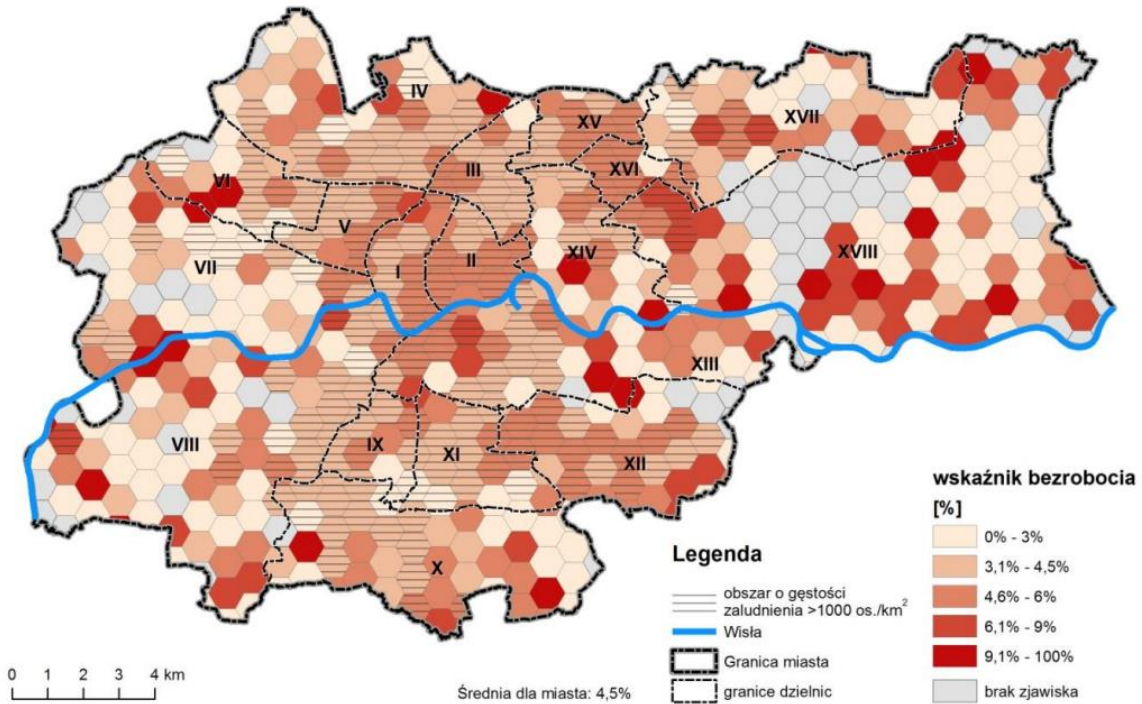 IV
XVII
XV
III
XVI
VI
V
VII
I
II
XIV
XVIII
XIII
VIII
IX
XI
XII
X
wskaźnik bezrobocia
[%]
0% - 3%
3,1% - 4,5%
4,6% - 6%
6,1% - 9%
9,1% - 100%
brak zjawiska
Legenda
obszar o gęstości
zaludnienia >1000 os./km²
Wisła
Granica miasta
granice dzielnic
0 1 2 3 4 km
Średnia dla miasta: 4,5%